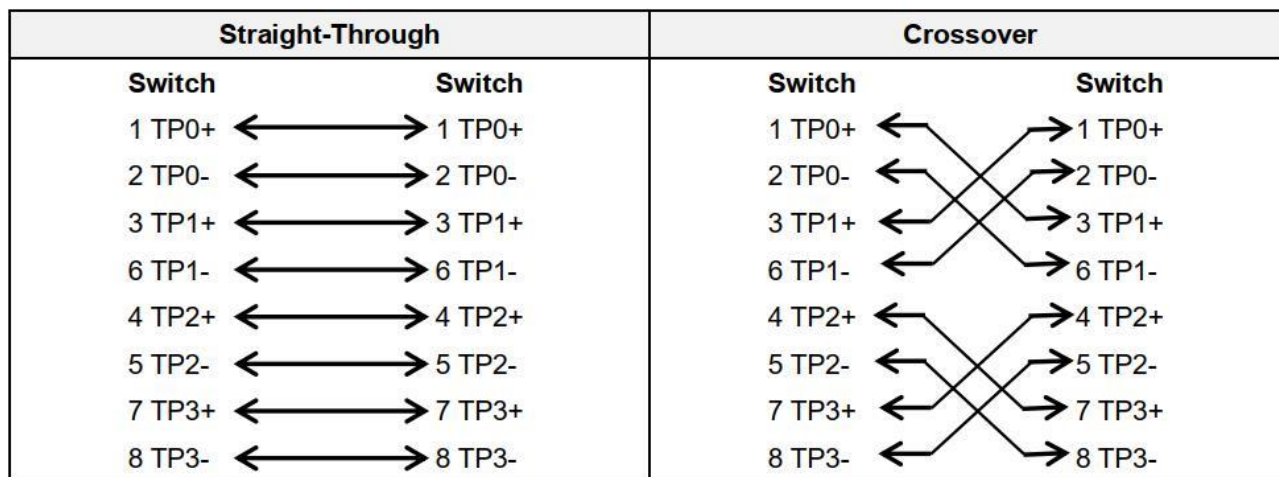 Straight-Through Crossover
Switch Switch Switch Switch
1 TP0+ 1 TP0+ 1 TP0+ 1 TP0+
2 TP0- 2 TP0- 2 TP0- 2 TP0-
3 TP1+ 3 TP1+ 3 TP1+ 3 TP1+
6 TP1- 6 TP1- 6 TP1- 6 TP1-
4 TP2+ 4 TP2+ 4 TP2+ 4 TP2+
5 TP2- 5 TP2- 5 TP2- 5 TP2-
7 TP3+ 7 TP3+ 7 TP3+ 7 TP3+
8 TP3- 8 TP3- 8 TP3- 8 TP3-